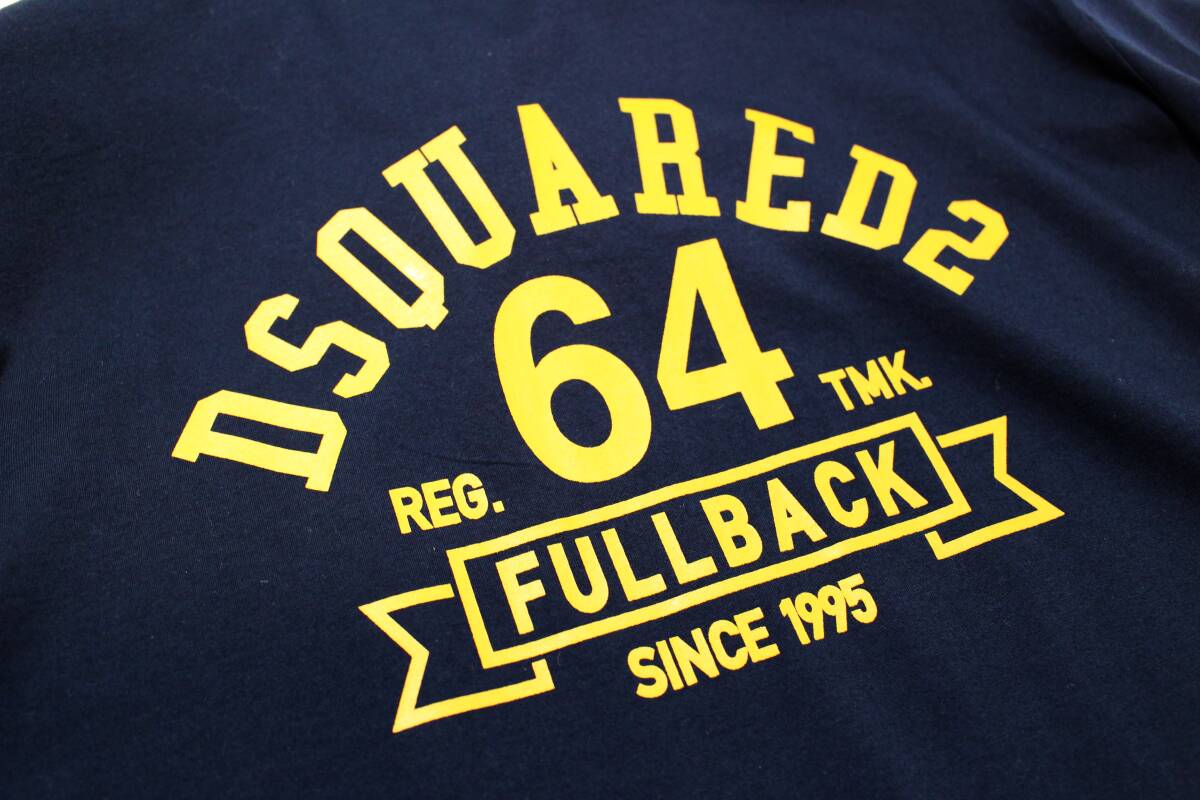 DSQUARED2
64
REG. TMK.
FULLBACK
SINCE 1995